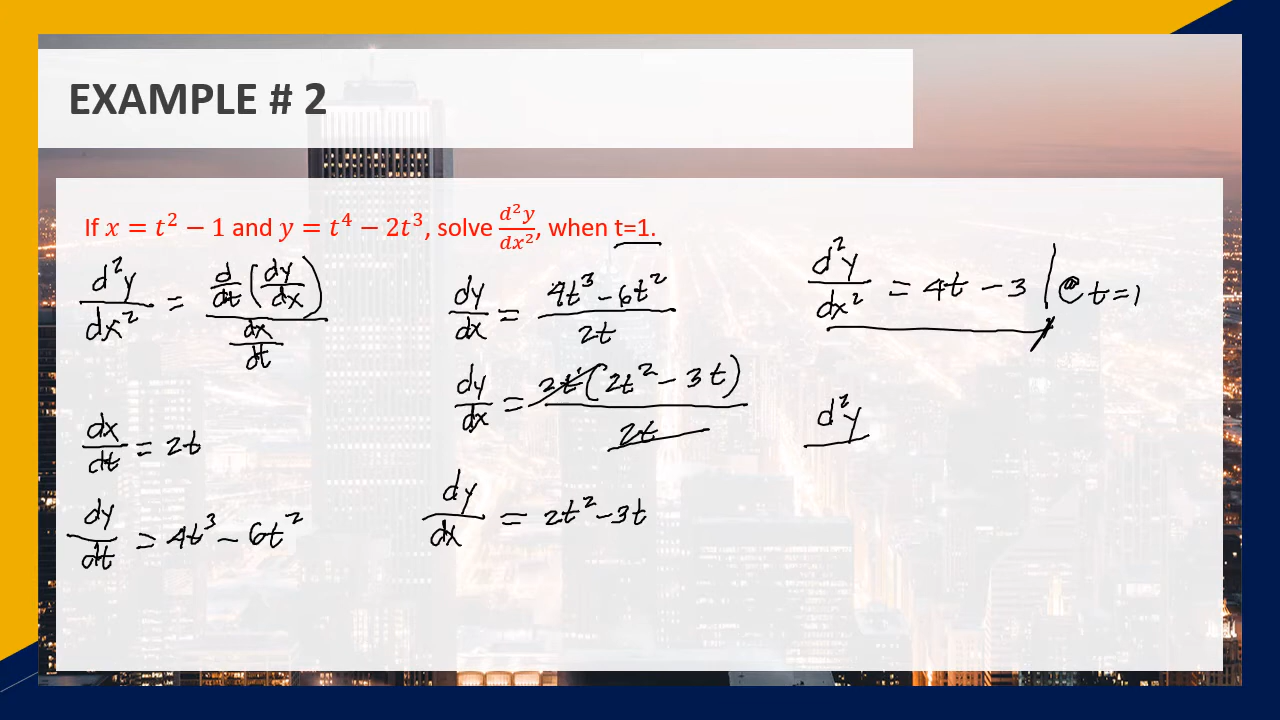 EXAMPLE # 2
If x = t² − 1 and y = t⁴ − 2t³, solve d²y/dx², when t=1.
d²y/dx² = d/dt(dy/dx)/dx/dt
dx/dt = 2t
dy/dt = 4t³ − 6t²
dy/dx = 4t³ − 6t²/2t
dy/dx = 2t(2t² − 3t)/2t
dy/dx = 2t² − 3t
d²y/dx² = 4t − 3 | @ t=1
d²y